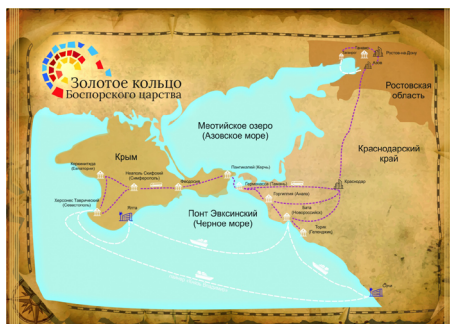 Золотое кольцо
Боспорского царства
Танаис
Ростов-на-Дону
Азов
Ростовская
область
Меотийское озеро
(Азовское море)
Краснодарский
край
Крым
Керкинитида
(Евпатория)
Неаполь Скифский
(Симферополь)
Феодосия
Пантикапей (Керчь)
Краснодар
Херсонес Таврический
(Севастополь)
Ялта
Понт Эвксинский
(Черное море)
Горгиппия (Анапа)
Бата
(Новороссийск)
Торик
(Геленджик)
Сочи